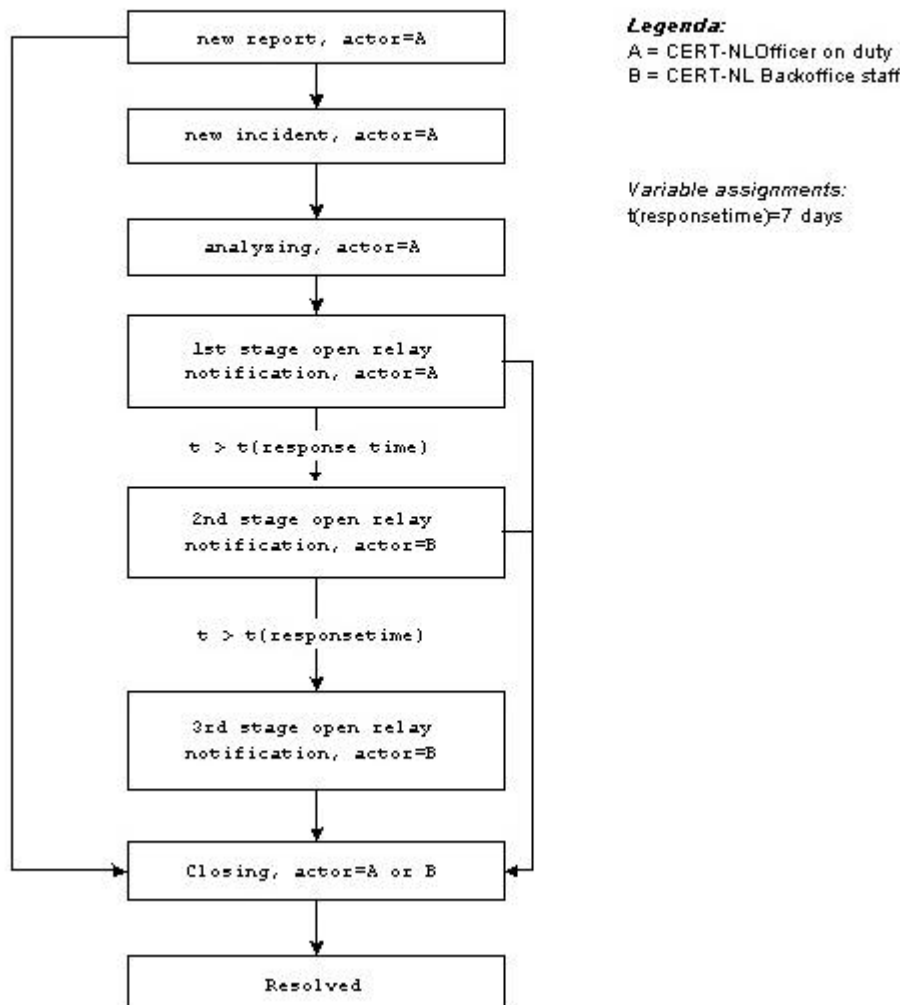 new report, actor=A
new incident, actor=A
analyzing, actor=A
1st stage open relay
notification, actor=A
t > t(response time)
2nd stage open relay
notification, actor=B
t > t(responsetime)
3rd stage open relay
notification, actor=B
Closing, actor=A or B
Resolved
Legenda:
A = CERT-NLOfficer on duty
B = CERT-NL Backoffice staff
Variable assignments:
t(responsetime)=7 days